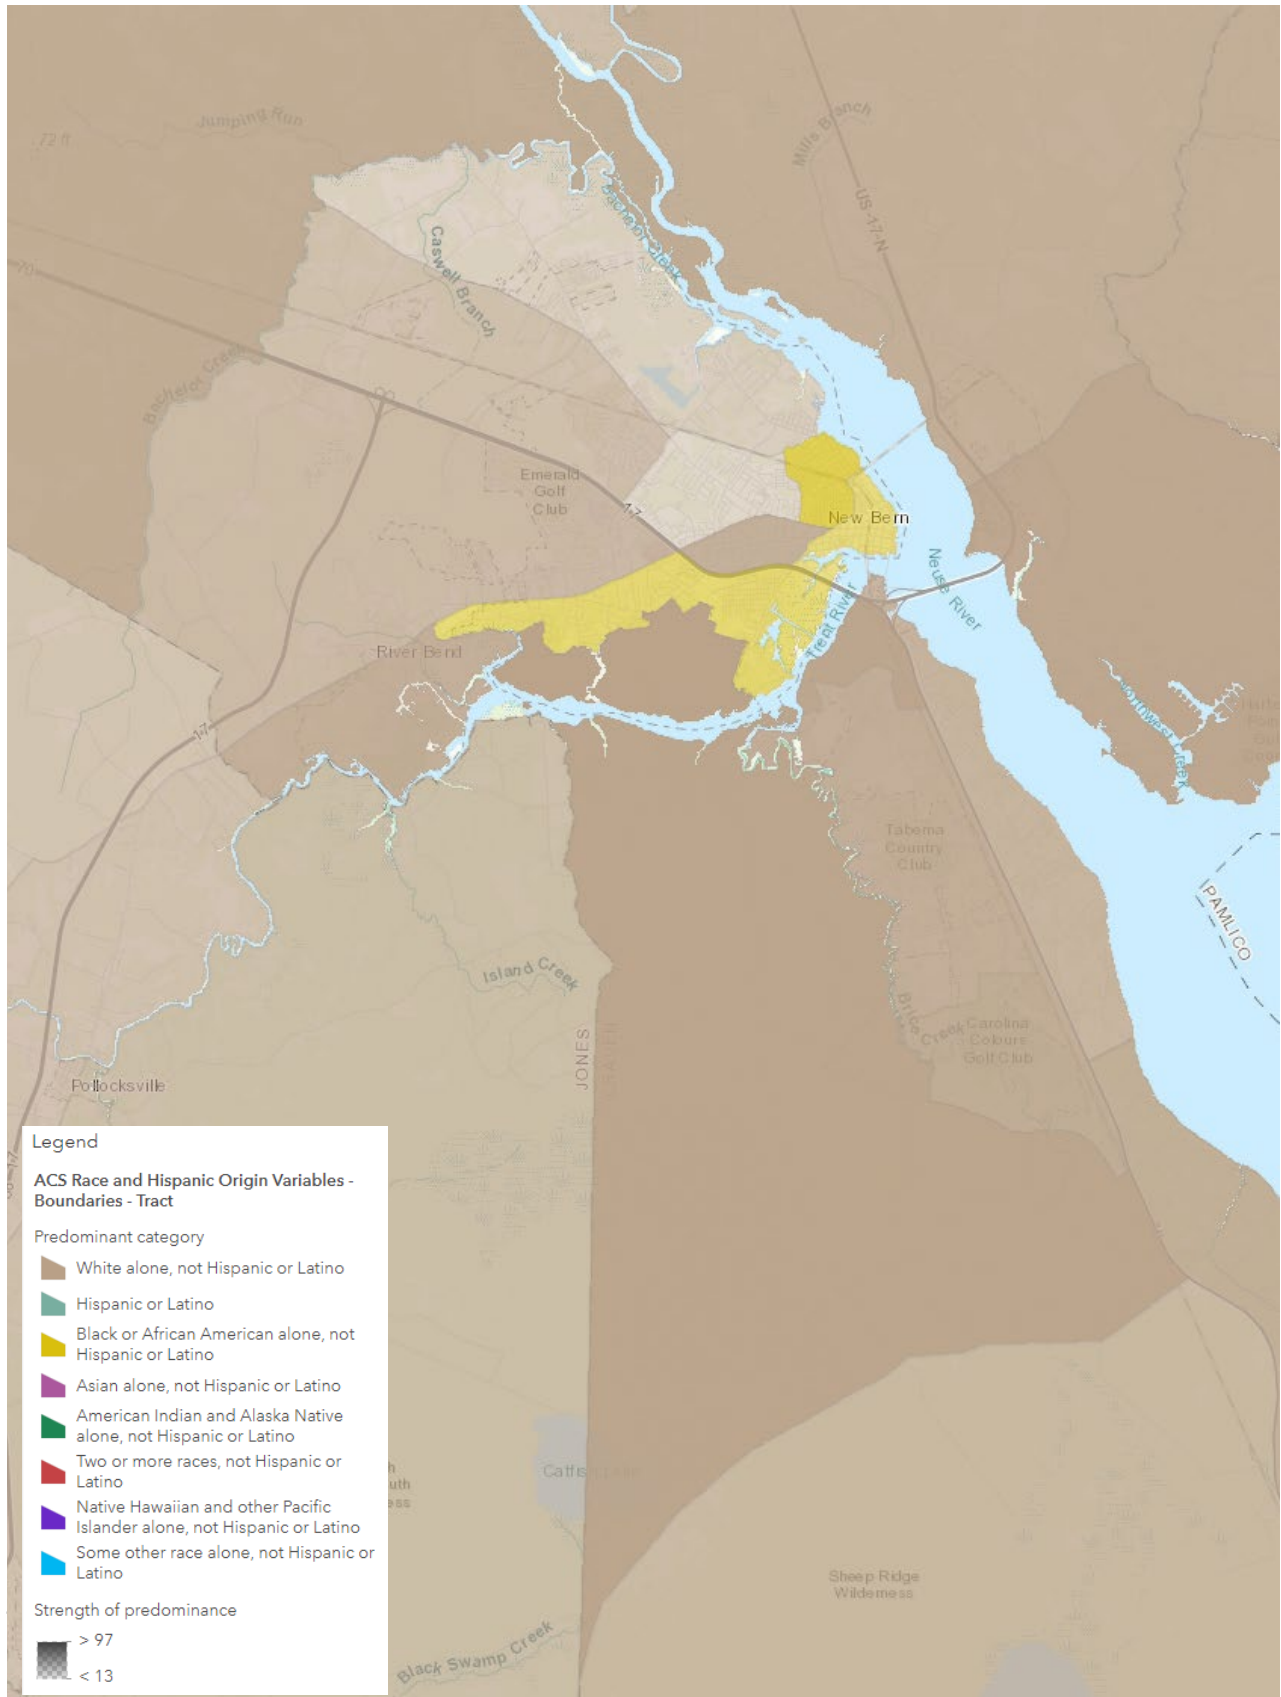 Jumping Run
72 ft
Mills Branch
US-17-N
Bachelor Creek
Caswell Branch
70
Bachelor Creek
Emerald
Golf
Club
17
New Bern
Neuse River
Trent River
River Bend
17
Northwest Creek
Taberna
Country
Club
PAMLICO
Island Creek
Brice Creek
Carolina
Colours
Golf Club
JONES
Pollocksville
Legend
ACS Race and Hispanic Origin Variables -
Boundaries - Tract
Predominant category
White alone, not Hispanic or Latino
Hispanic or Latino
Black or African American alone, not
Hispanic or Latino
Asian alone, not Hispanic or Latino
American Indian and Alaska Native
alone, not Hispanic or Latino
Two or more races, not Hispanic or
Latino
Native Hawaiian and other Pacific
Islander alone, not Hispanic or Latino
Some other race alone, not Hispanic or
Latino
Strength of predominance
> 97
< 13
Sheep Ridge
Wilderness
Black Swamp Creek